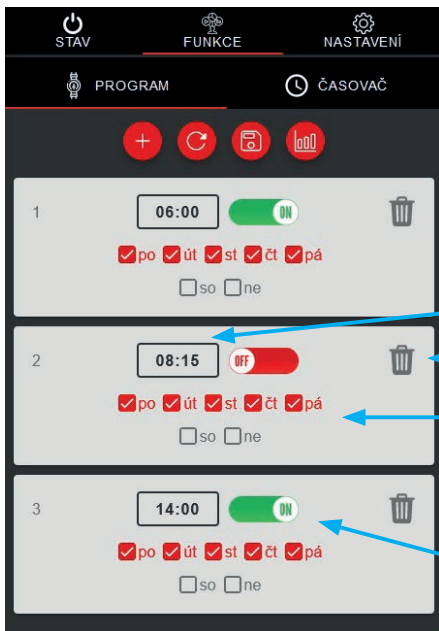 STAV FUNKCE NASTAVENÍ
PROGRAM ČASOVAČ
1 06:00 ON
po út st čt pá
so ne
2 08:15 OFF
po út st čt pá
so ne
3 14:00 ON
po út st čt pá
so ne